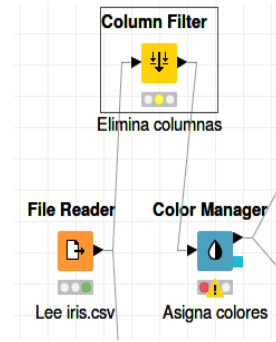 Column Filter
Elimina columnas
File Reader
Color Manager
Lee iris.csv
Asigna colores